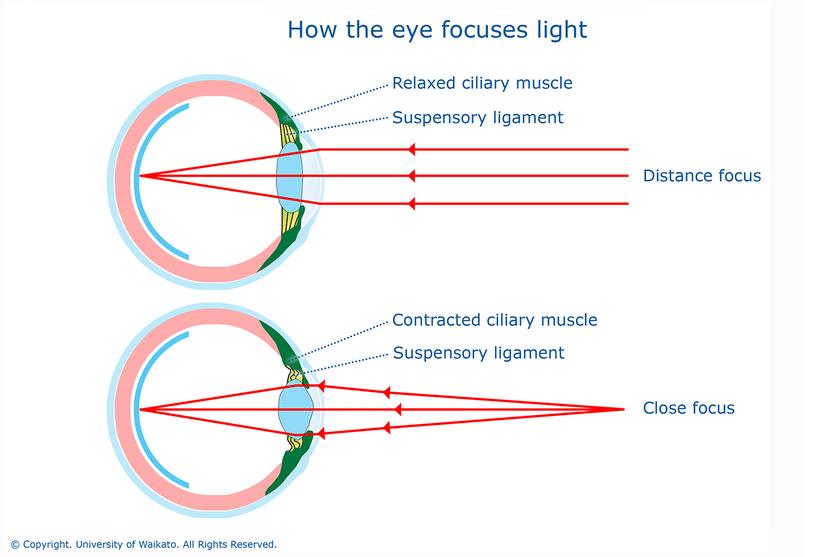 How the eye focuses light
Relaxed ciliary muscle
Suspensory ligament
Distance focus
Contracted ciliary muscle
Suspensory ligament
Close focus
© Copyright. University of Waikato. All Rights Reserved.